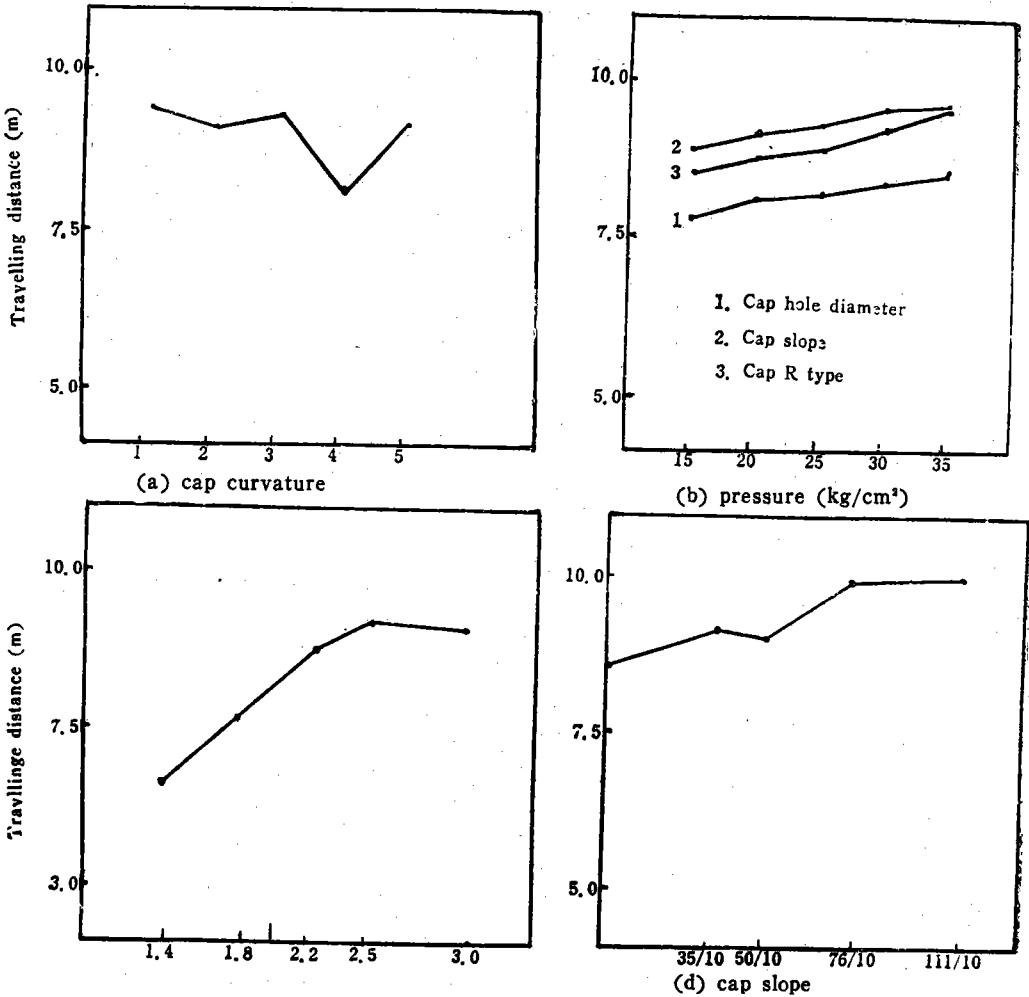 Travelling distance (m)
10.0
7.5
5.0
1 2 3 4 5
(a) cap curvature
10.0
7.5
5.0
2
3
1
1. Cap hole diameter
2. Cap slope
3. Cap R type
15 20 25 30 35
(b) pressure (kg/cm²)
Travllinge distance (m)
10.0
7.5
3.0
1.4 1.8 2.2 2.5 3.0
10.0
7.5
5.0
35/10 50/10 76/10 111/10
(d) cap slope